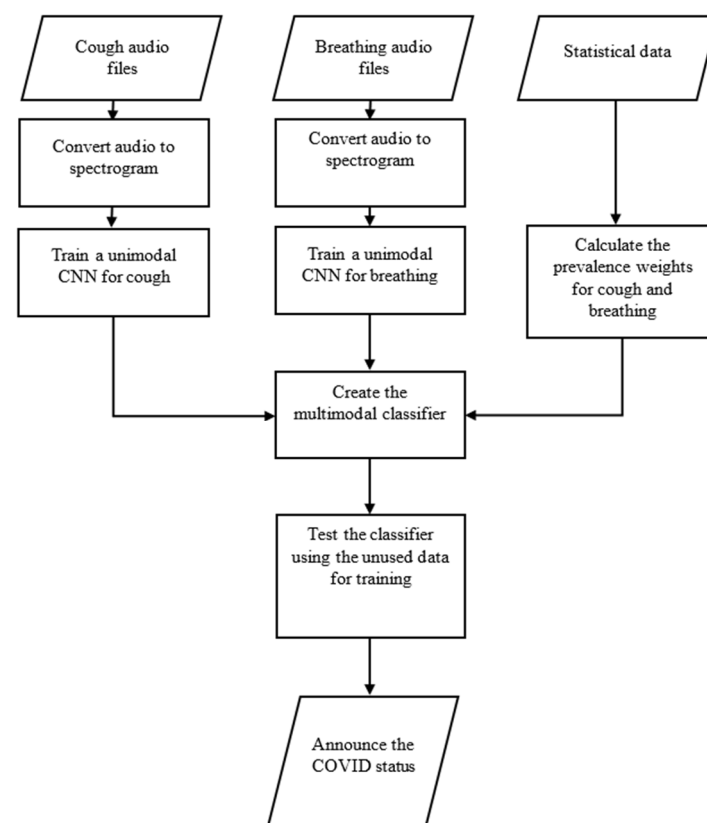 Cough audio
files
Breathing audio
files
Statistical data
Convert audio to
spectrogram
Convert audio to
spectrogram
Train a unimodal
CNN for cough
Train a unimodal
CNN for breathing
Calculate the
prevalence weights
for cough and
breathing
Create the
multimodal classifier
Test the classifier
using the unused data
for training
Announce the
COVID status